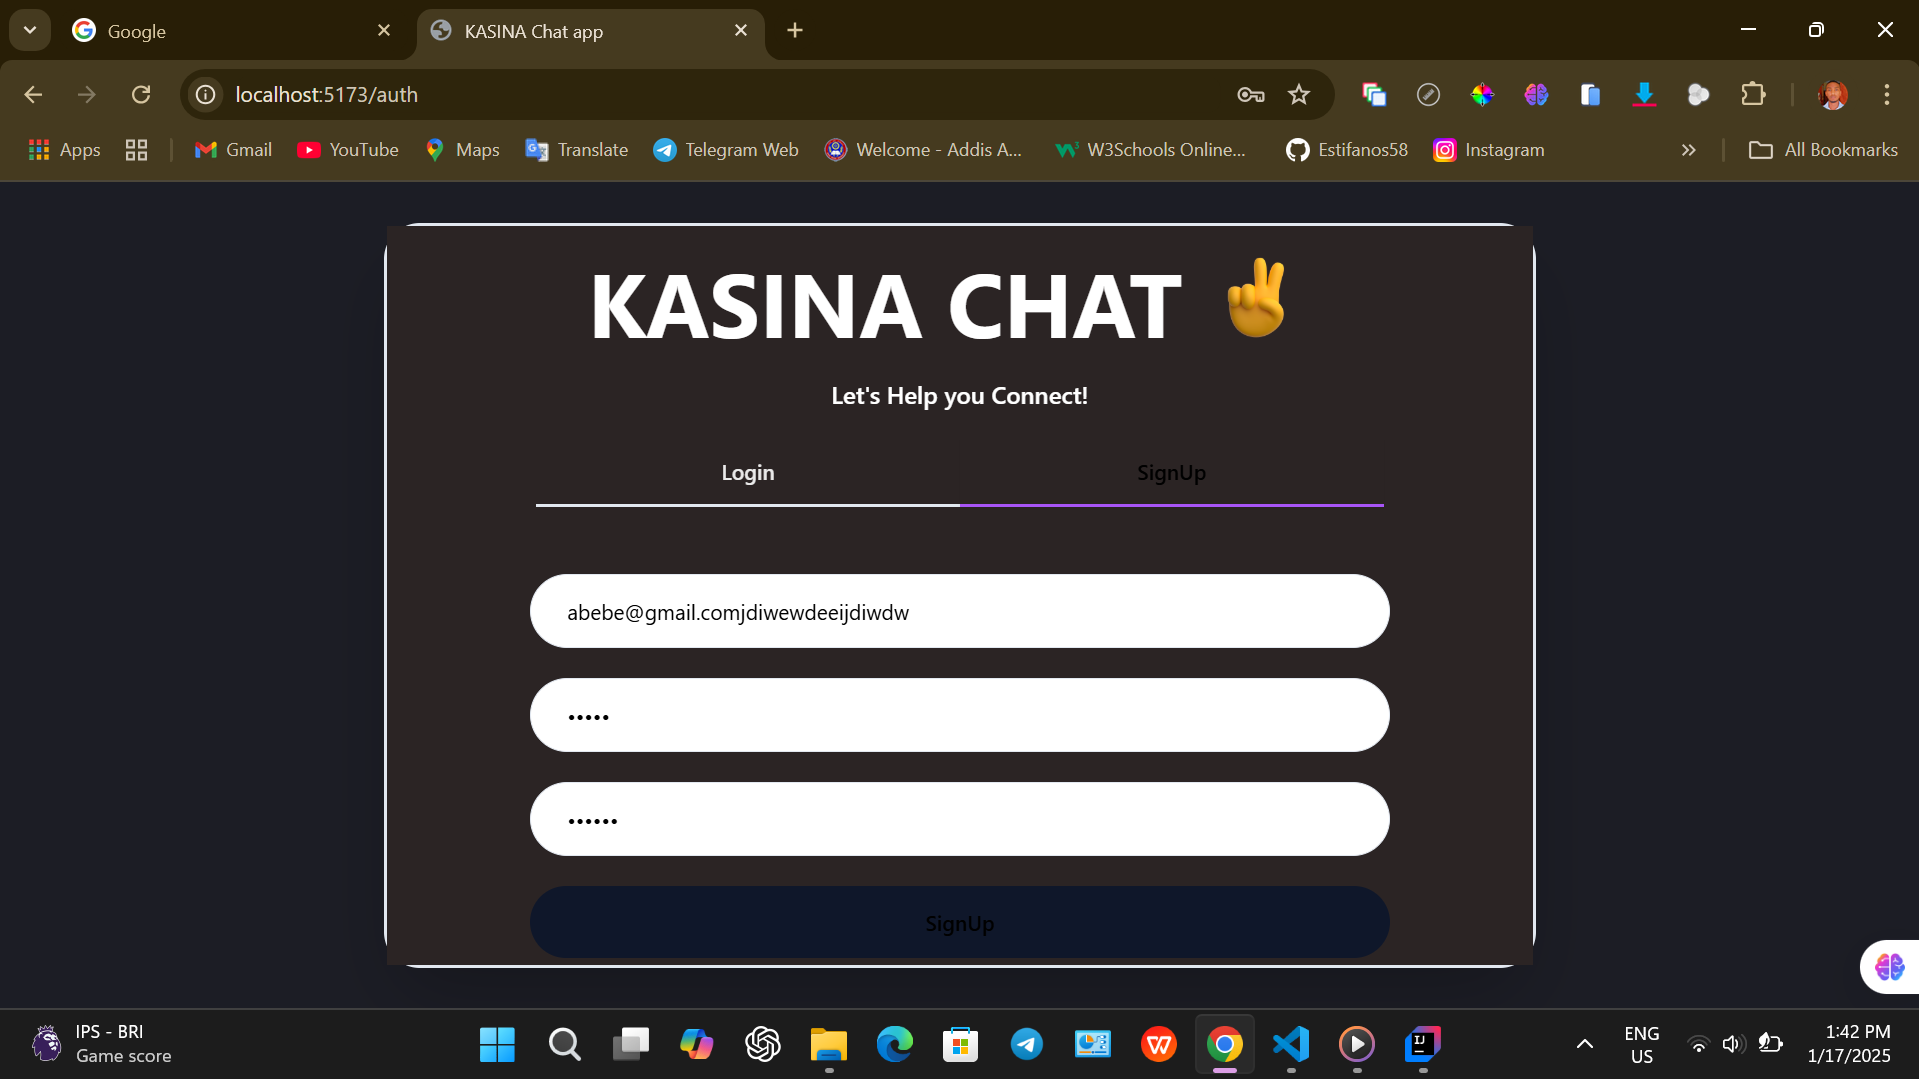 Google
KASINA Chat app
localhost:5173/auth
Apps
Gmail
YouTube
Maps
Translate
Telegram Web
Welcome - Addis A...
W3Schools Online...
Estifanos58
Instagram
All Bookmarks
KASINA CHAT
Let's Help you Connect!
Login
SignUp
abebe@gmail.comjdiwewdeeijdiwdw
•••••
••••••
SignUp
IPS - BRI
Game score
ENG
US
1:42 PM
1/17/2025